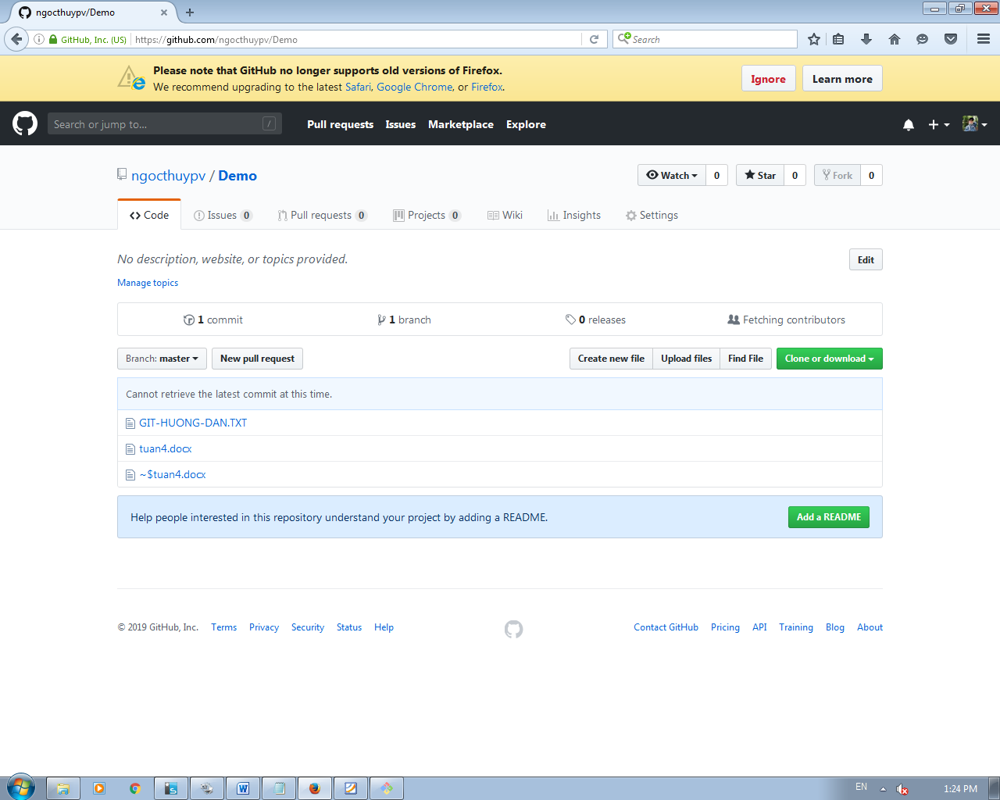 ngocthuypv/Demo
GitHub, Inc. (US) https://github.com/ngocthuypv/Demo Search
Please note that GitHub no longer supports old versions of Firefox.
We recommend upgrading to the latest Safari, Google Chrome, or Firefox.
Ignore Learn more
Search or jump to... / Pull requests Issues Marketplace Explore
ngocthuypv / Demo Watch 0 Star 0 Fork 0
Code Issues 0 Pull requests 0 Projects 0 Wiki Insights Settings
No description, website, or topics provided. Edit
Manage topics
1 commit 1 branch 0 releases Fetching contributors
Branch: master New pull request Create new file Upload files Find File Clone or download
Cannot retrieve the latest commit at this time.
GIT-HUONG-DAN.TXT
tuan4.docx
~$tuan4.docx
Help people interested in this repository understand your project by adding a README. Add a README
© 2019 GitHub, Inc. Terms Privacy Security Status Help Contact GitHub Pricing API Training Blog About
EN 1:24 PM